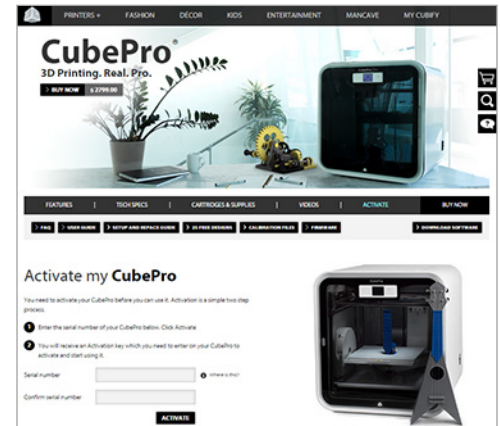 PRINTERS +
FASHION
DÉCOR
KIDS
ENTERTAINMENT
MANCAVE
MY CUBIFY
CubePro®
3D Printing. Real. Pro.
> BUY NOW $ 2799.00
FEATURES | TECH SPECS | CARTRIDGES & SUPPLIES | VIDEOS | ACTIVATE BUY NOW
> FAQ > USER GUIDE > SETUP AND REPACK GUIDE > 25 FREE DESIGNS > CALIBRATION FILES > FIRMWARE > DOWNLOAD SOFTWARE
Activate my CubePro
You need to activate your CubePro before you can use it. Activation is a simple two step
process.
1 Enter the serial number of your CubePro below. Click Activate
2 You will receive an Activation key which you need to enter on your CubePro to
activate and start using it.
Serial number (where is this?)
Confirm serial number
ACTIVATE